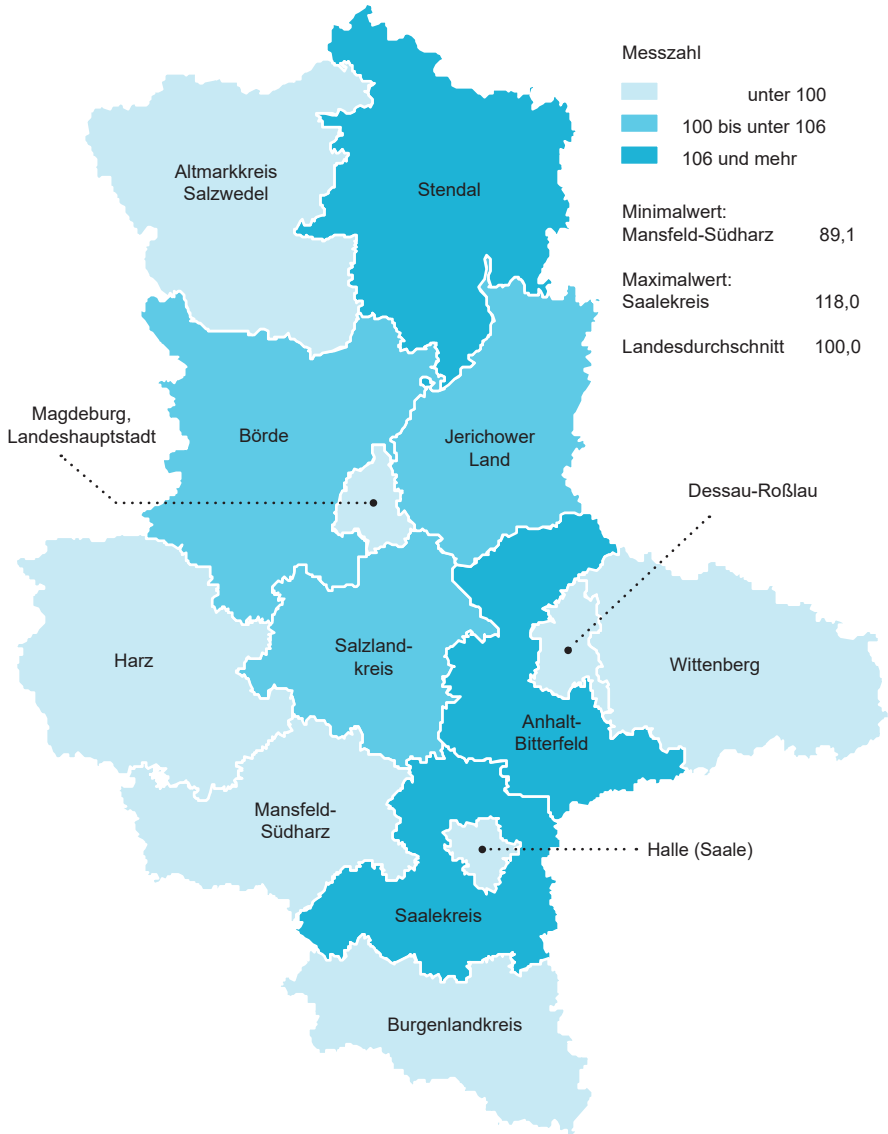 Messzahl
unter 100
100 bis unter 106
106 und mehr
Minimalwert:
Mansfeld-Südharz 89,1
Maximalwert:
Saalekreis 118,0
Landesdurchschnitt 100,0
Altmarkkreis
Salzwedel
Stendal
Magdeburg,
Landeshauptstadt
Börde
Jerichower
Land
Dessau-Roßlau
Harz
Salzland-
kreis
Wittenberg
Anhalt-
Bitterfeld
Mansfeld-
Südharz
Halle (Saale)
Saalekreis
Burgenlandkreis